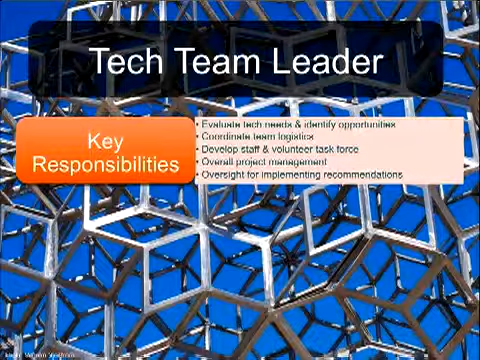 Tech Team Leader
Key
Responsibilities
• Evaluate tech needs & identify opportunities
• Coordinate team logistics
• Develop staff & volunteer task force
• Overall project management
• Oversight for implementing recommendations